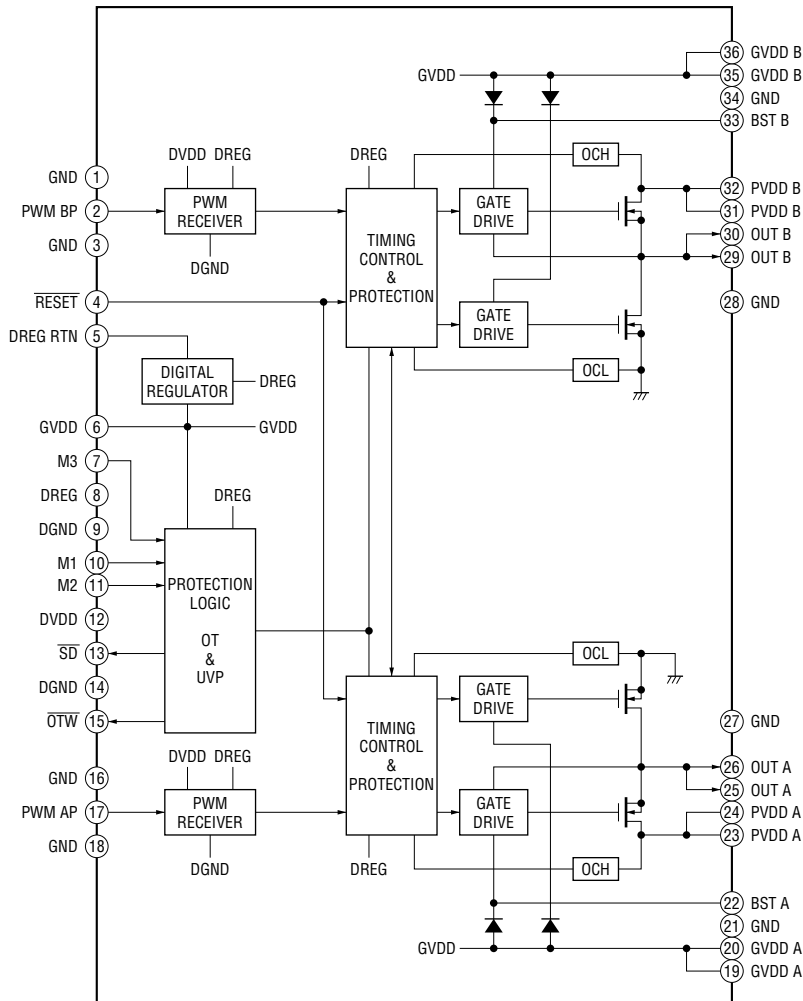 GND 1
PWM BP 2
GND 3
RESET 4
DREG RTN 5
GVDD 6
M3 7
DREG 8
DGND 9
M1 10
M2 11
DVDD 12
SD 13
DGND 14
OTW 15
GND 16
PWM AP 17
GND 18
DVDD DREG
PWM
RECEIVER
DGND
DREG
TIMING
CONTROL
&
PROTECTION
GVDD
OCH
GATE
DRIVE
GATE
DRIVE
OCL
DIGITAL
REGULATOR
DREG
GVDD
DREG
PROTECTION
LOGIC
OT
&
UVP
DVDD DREG
PWM
RECEIVER
DGND
TIMING
CONTROL
&
PROTECTION
DREG
OCL
GATE
DRIVE
GATE
DRIVE
OCH
GVDD
36 GVDD B
35 GVDD B
34 GND
33 BST B
32 PVDD B
31 PVDD B
30 OUT B
29 OUT B
28 GND
27 GND
26 OUT A
25 OUT A
24 PVDD A
23 PVDD A
22 BST A
21 GND
20 GVDD A
19 GVDD A